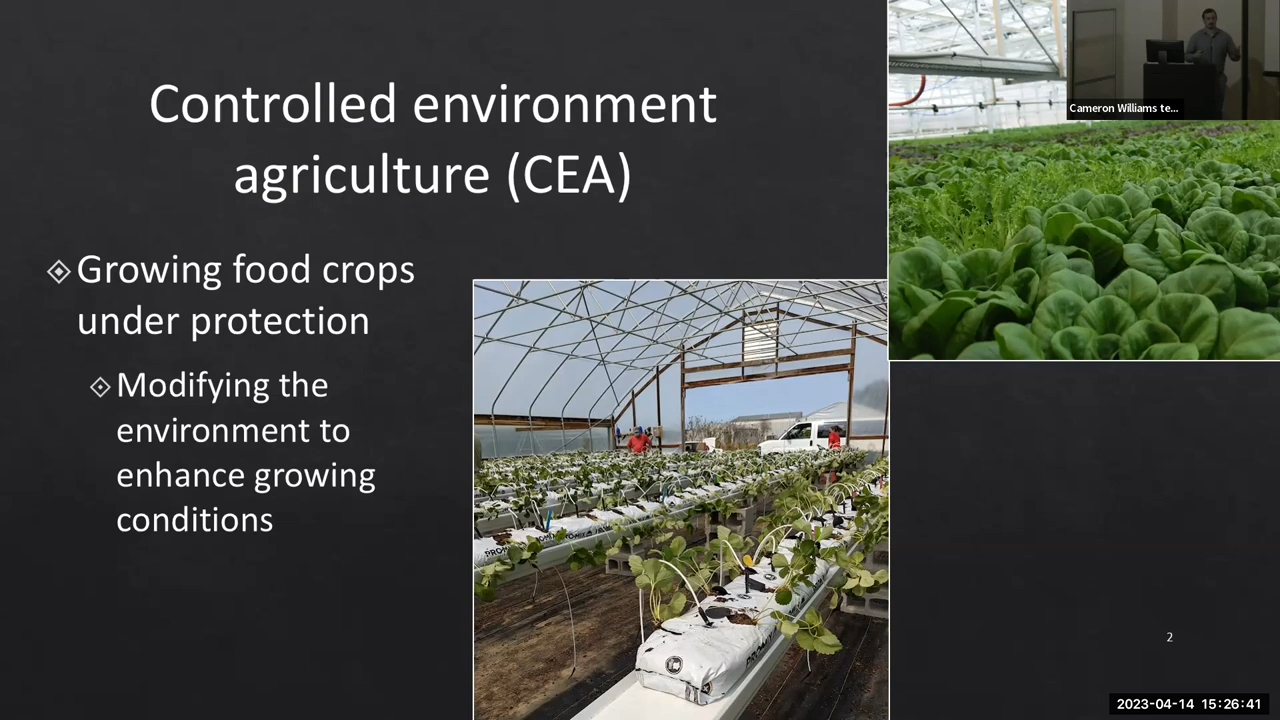 Controlled environment
agriculture (CEA)
Growing food crops
under protection
Modifying the
environment to
enhance growing
conditions
Cameron Williams te...
2
2023-04-14 15:26:41